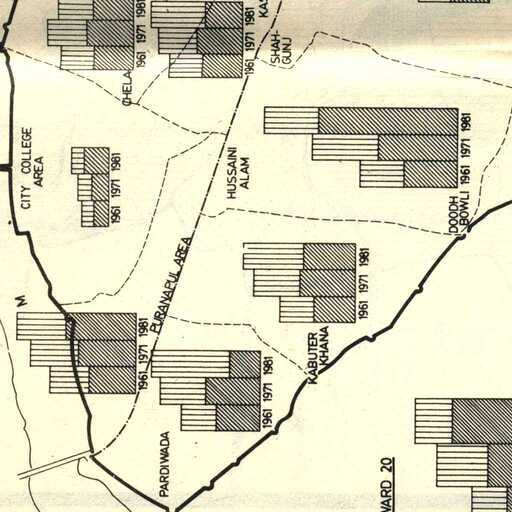 M
CITY COLLEGE
AREA
1961 1971 1981
1961 1971 1981
CHELA
1961 1971 1981
PURANAPUL AREA
PARDIWADA
1961 1971 1981
HUSSAINI
ALAM
1961 1971 1981
KAS
SHAH-
GUNJ
KABUTER
KHANA
1961 1971 1981
WARD 20
DOODH
BOWLI
1961 1971 1981